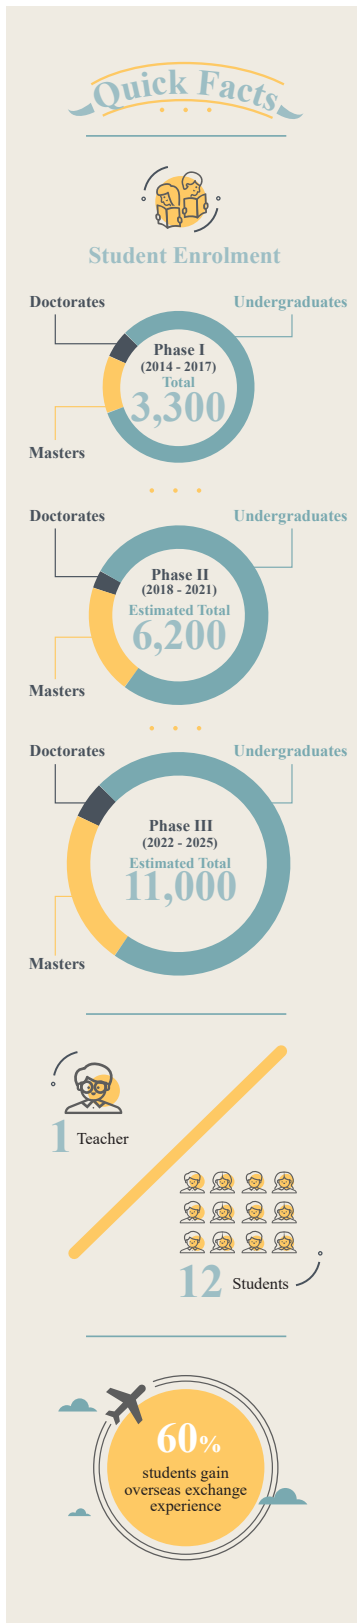 Quick Facts
Student Enrolment
Doctorates
Undergraduates
Phase I
(2014 - 2017)
Total
3,300
Masters
Doctorates
Undergraduates
Phase II
(2018 - 2021)
Estimated Total
6,200
Masters
Doctorates
Undergraduates
Phase III
(2022 - 2025)
Estimated Total
11,000
Masters
1 Teacher
12 Students
60%
students gain
overseas exchange
experience